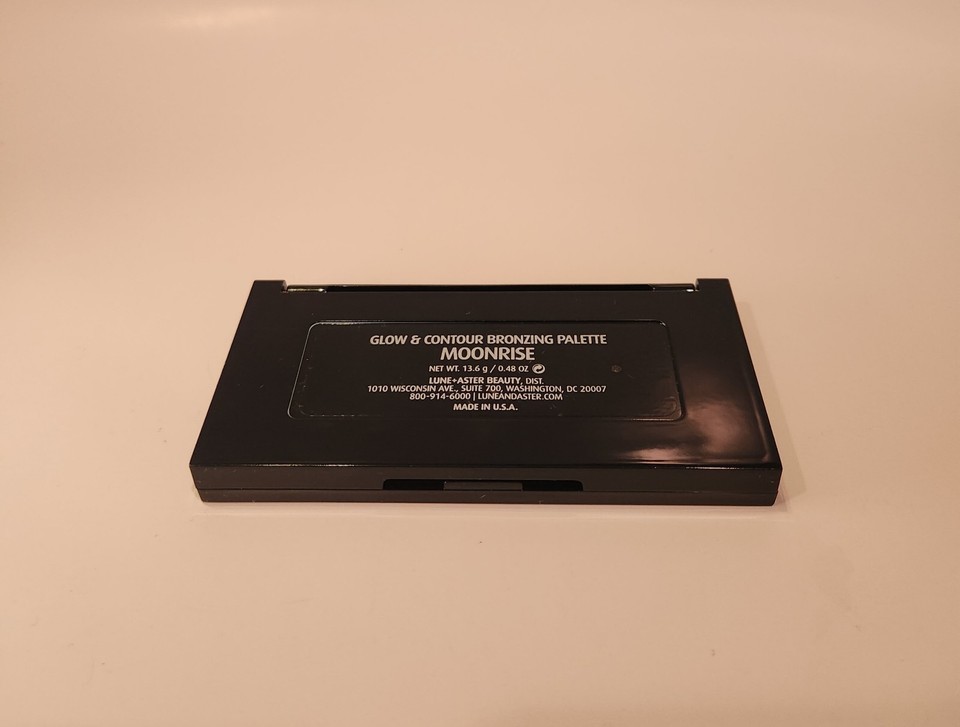 GLOW & CONTOUR BRONZING PALETTE
MOONRISE
NET WT. 13.6 g / 0.48 OZ
LUNE+ASTER BEAUTY, DIST.
1010 WISCONSIN AVE., SUITE 700, WASHINGTON, DC 20007
800-914-6000 | LUNEANDASTER.COM
MADE IN U.S.A.